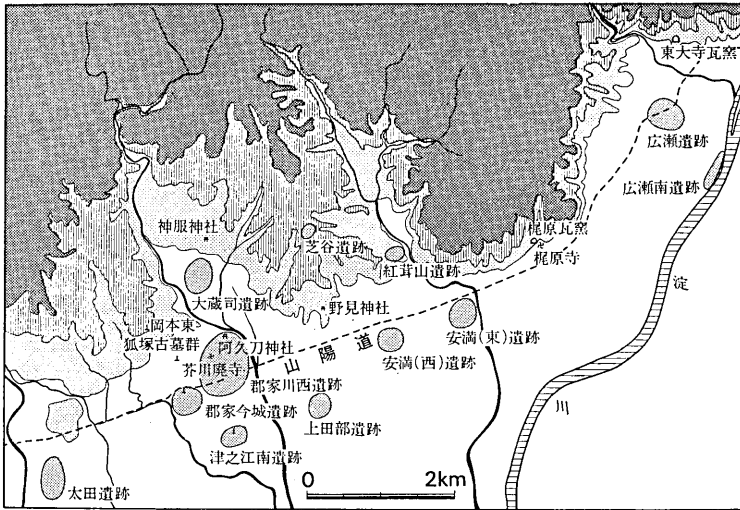 東大寺瓦窯
広瀬遺跡
広瀬南遺跡
梶原瓦窯
梶原寺
神服神社
芝谷遺跡
紅茸山遺跡
大蔵司遺跡
野見神社
淀川
岡本東
狐塚古墓群
阿久刀神社
芥川廃寺
山陽道
安満(東)遺跡
安満(西)遺跡
郡家川西遺跡
郡家今城遺跡
上田部遺跡
津之江南遺跡
太田遺跡
0 2km